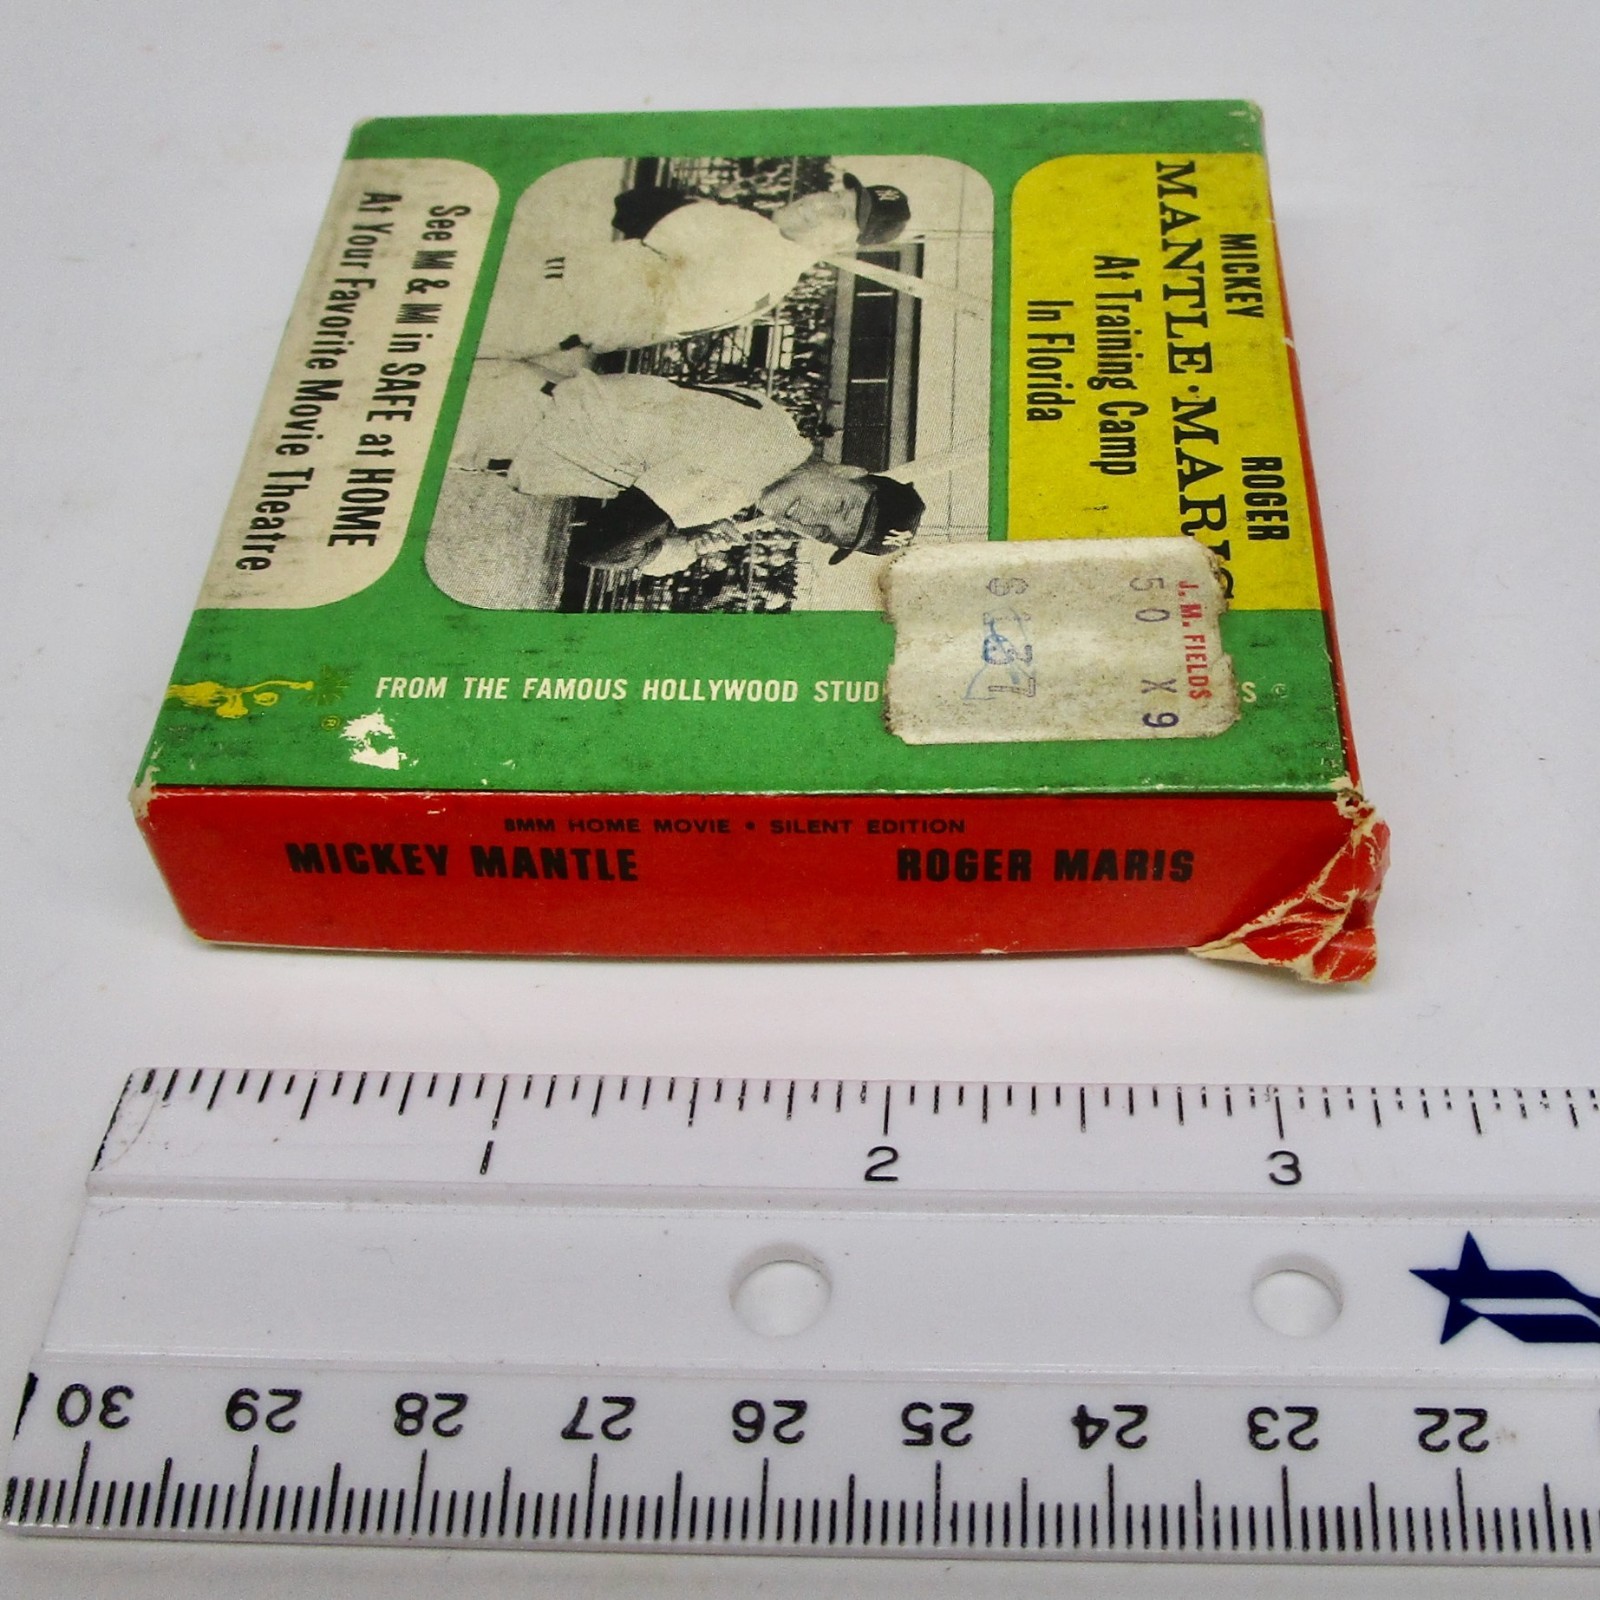 MICKEY ROGER
MANTLE·MARIS
At Training Camp
In Florida
See M & M in SAFE at HOME
At Your Favorite Movie Theatre
J. M. FIELDS
50 X 9
FROM THE FAMOUS HOLLYWOOD STUD
S ©
®
8MM HOME MOVIE • SILENT EDITION
MICKEY MANTLE ROGER MARIS
1 2 3
30 29 28 27 26 25 24 23 22